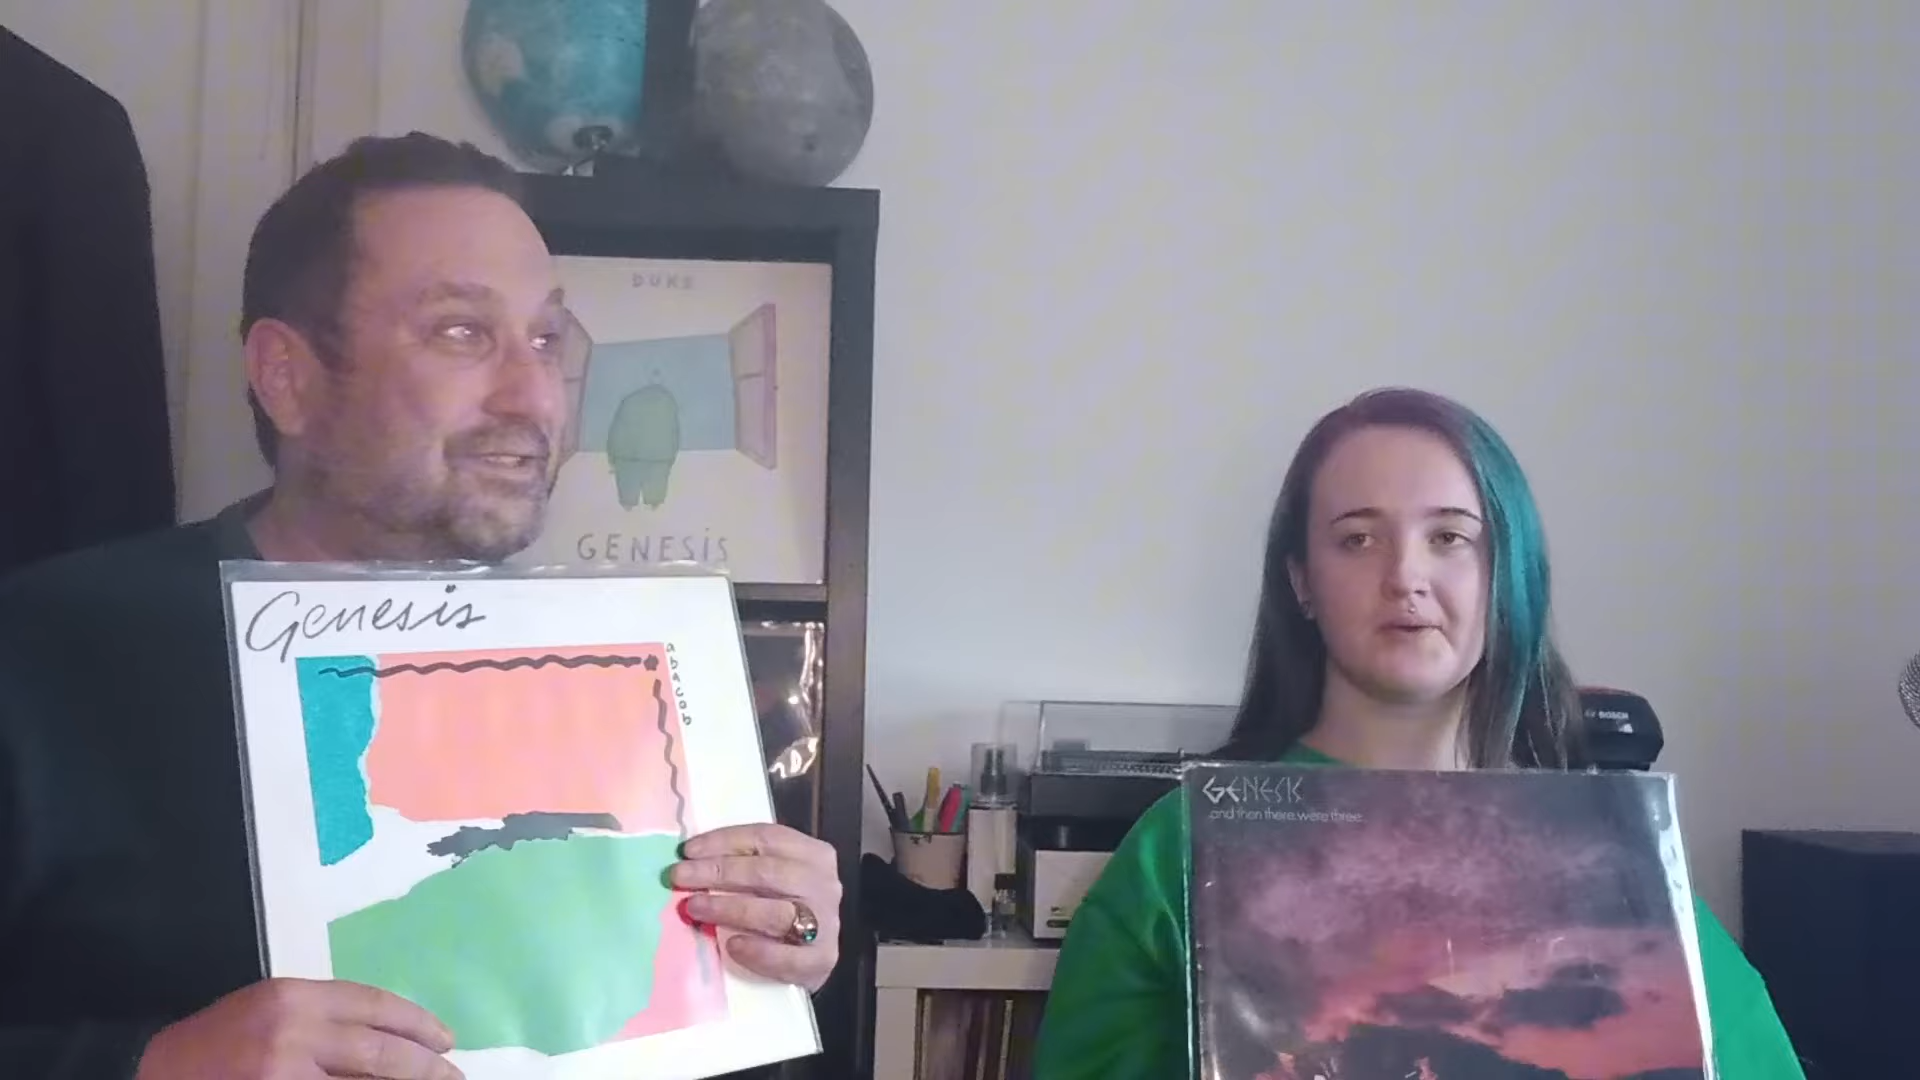 DUKE
GENESIS
Genesis
abacab
GENESIS
...and then there were three...
BOSCH